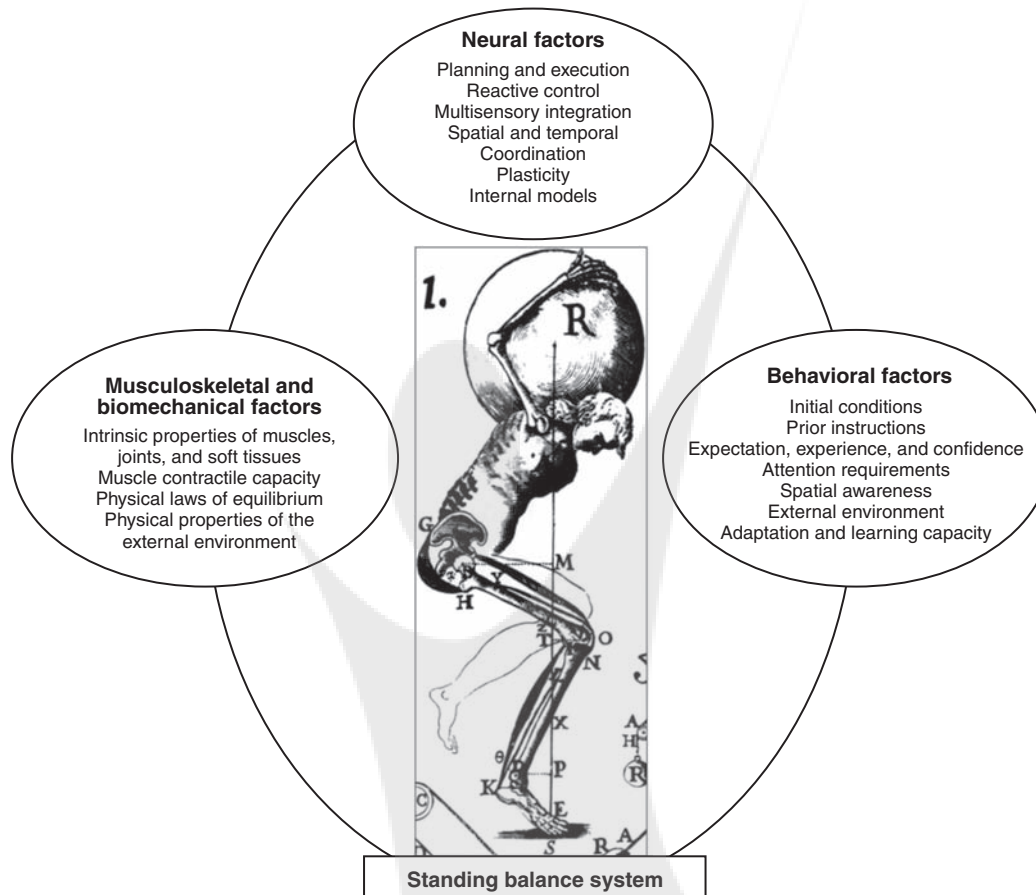 Neural factors
Planning and execution
Reactive control
Multisensory integration
Spatial and temporal
Coordination
Plasticity
Internal models
Musculoskeletal and
biomechanical factors
Intrinsic properties of muscles,
joints, and soft tissues
Muscle contractile capacity
Physical laws of equilibrium
Physical properties of the
external environment
Behavioral factors
Initial conditions
Prior instructions
Expectation, experience, and confidence
Attention requirements
Spatial awareness
External environment
Adaptation and learning capacity
1.
R
G
M
Y
H
Z
T
O
N
X
A
H
R
θ
P
K
E
C
S
R
A
Standing balance system